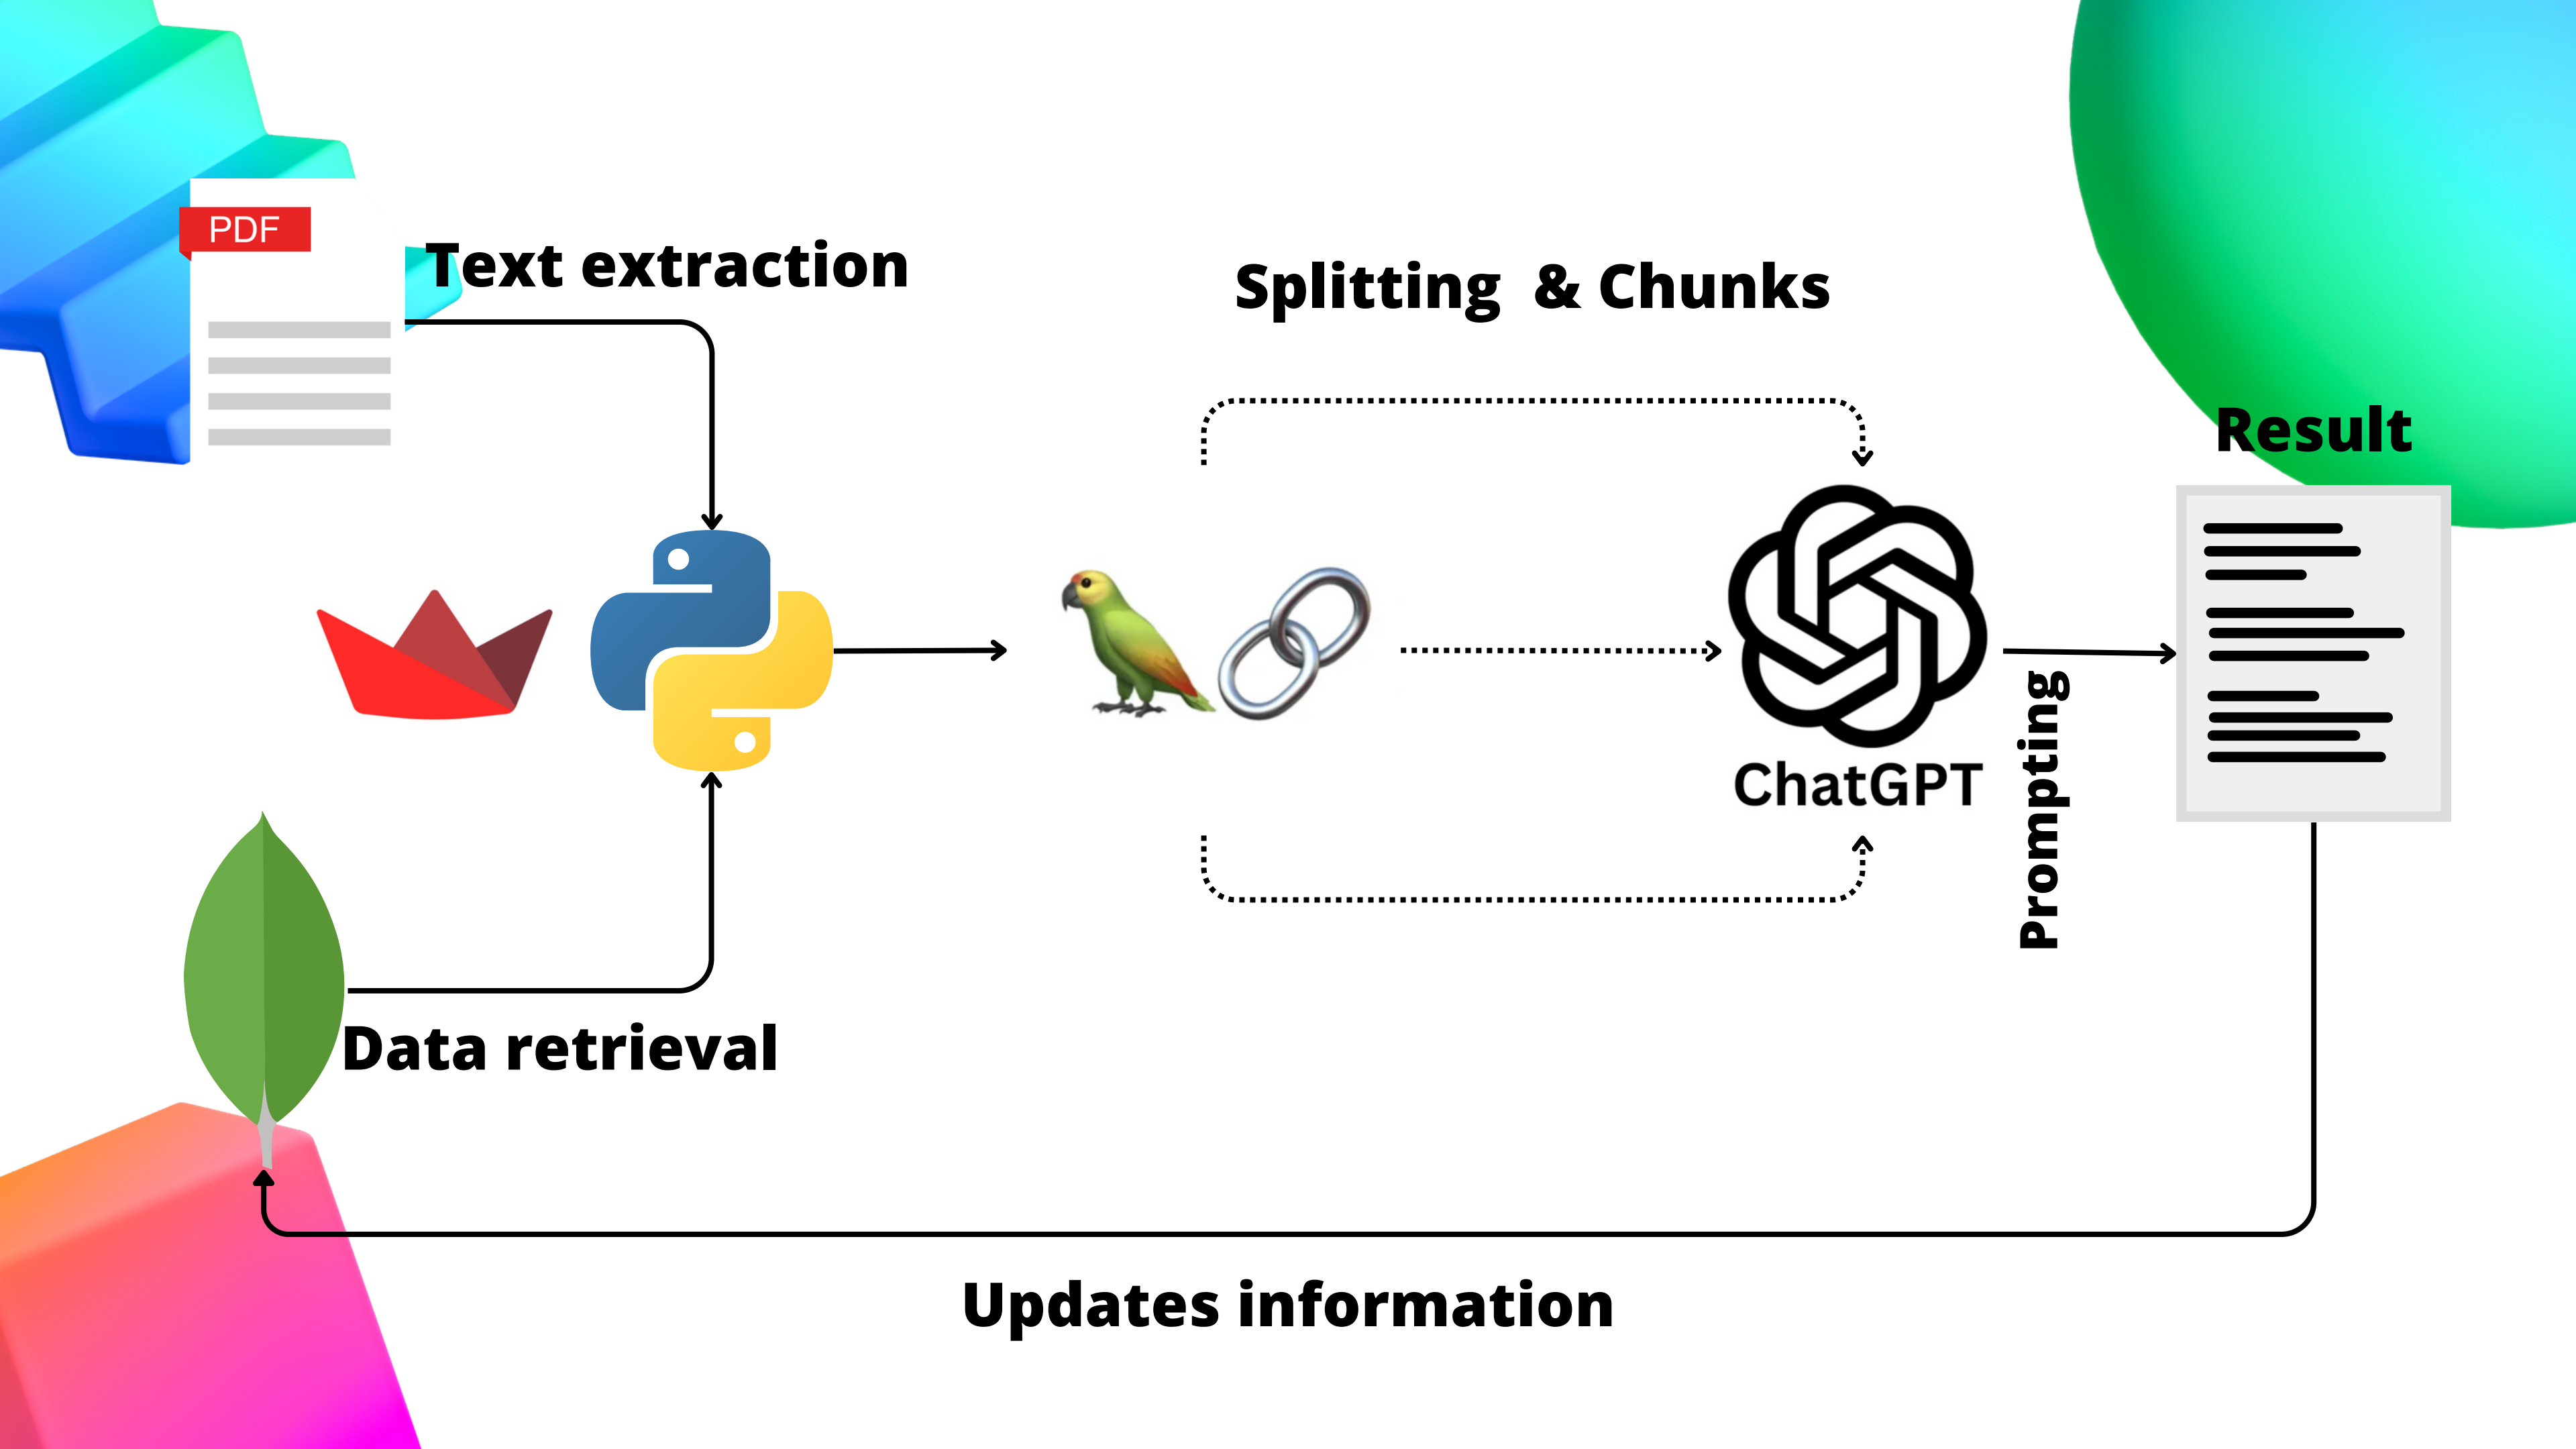 PDF
Text extraction
Splitting & Chunks
Result
ChatGPT
Prompting
Data retrieval
Updates information